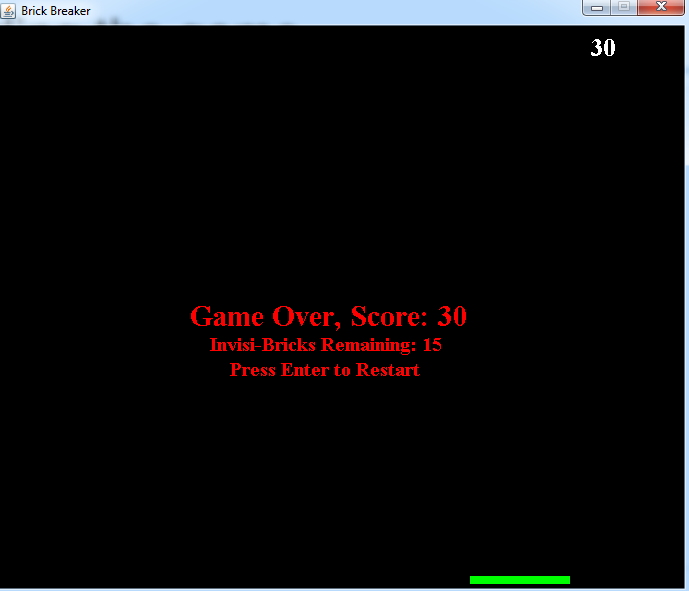 Brick Breaker
30
Game Over, Score: 30
Invisi-Bricks Remaining: 15
Press Enter to Restart